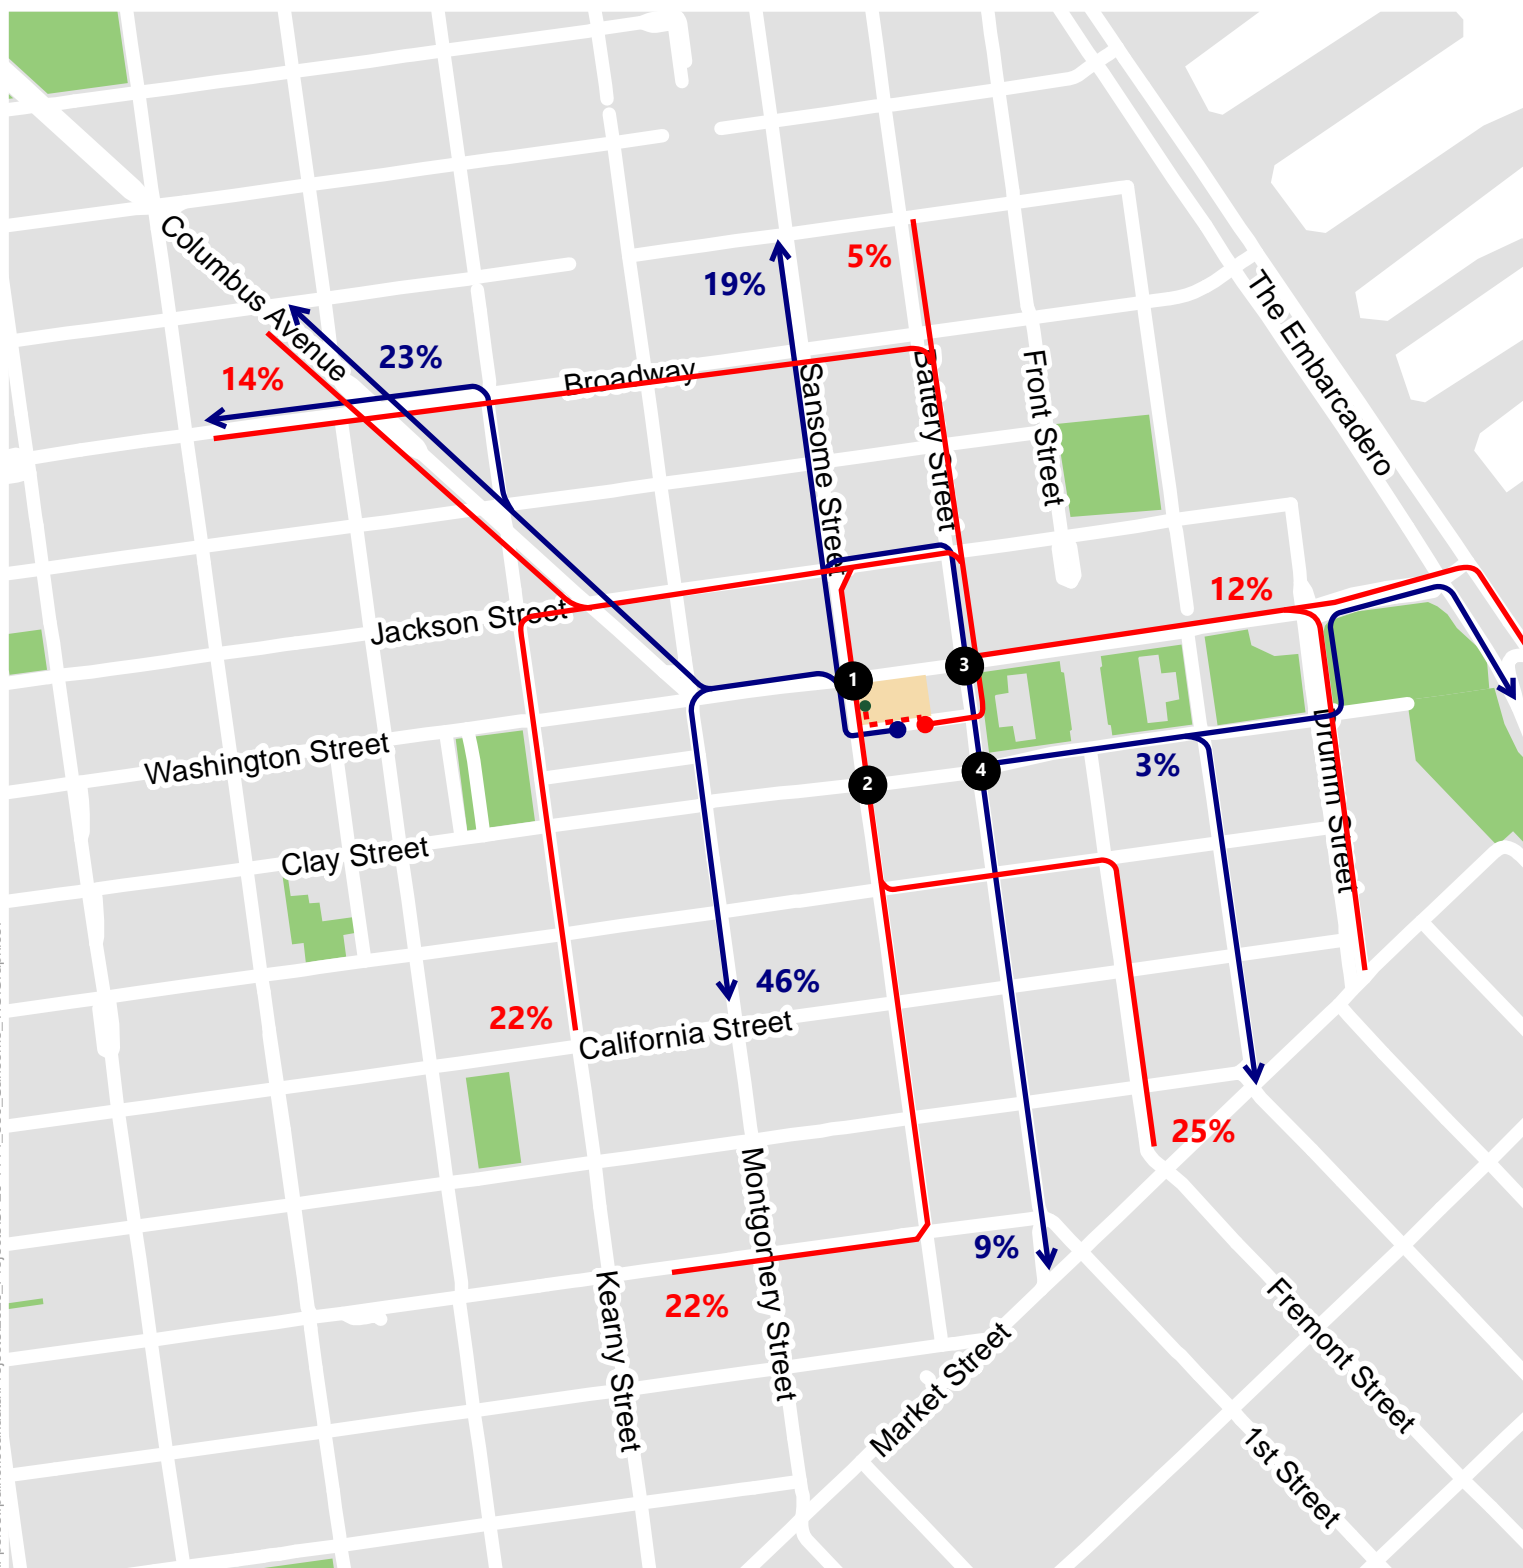 Columbus Avenue
5%
19%
23%
14%
Broadway
Sansome Street
Battery Street
Front Street
The Embarcadero
12%
Jackson Street
1
3
Washington Street
2
4
3%
Drumm Street
Clay Street
46%
22%
California Street
25%
Montgomery Street
9%
22%
Kearny Street
Market Street
Fremont Street
1st Street